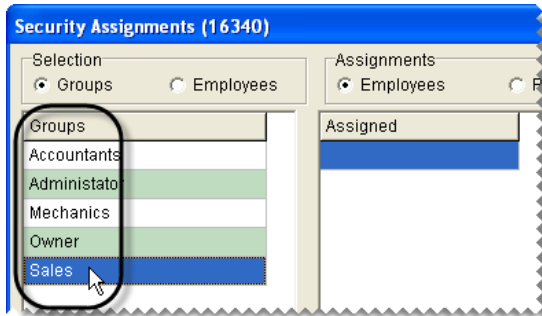 Security Assignments (16340)
Selection
Assignments
Groups
Employees
Employees
Groups
Assigned
Accountants
Administator
Mechanics
Owner
Sales